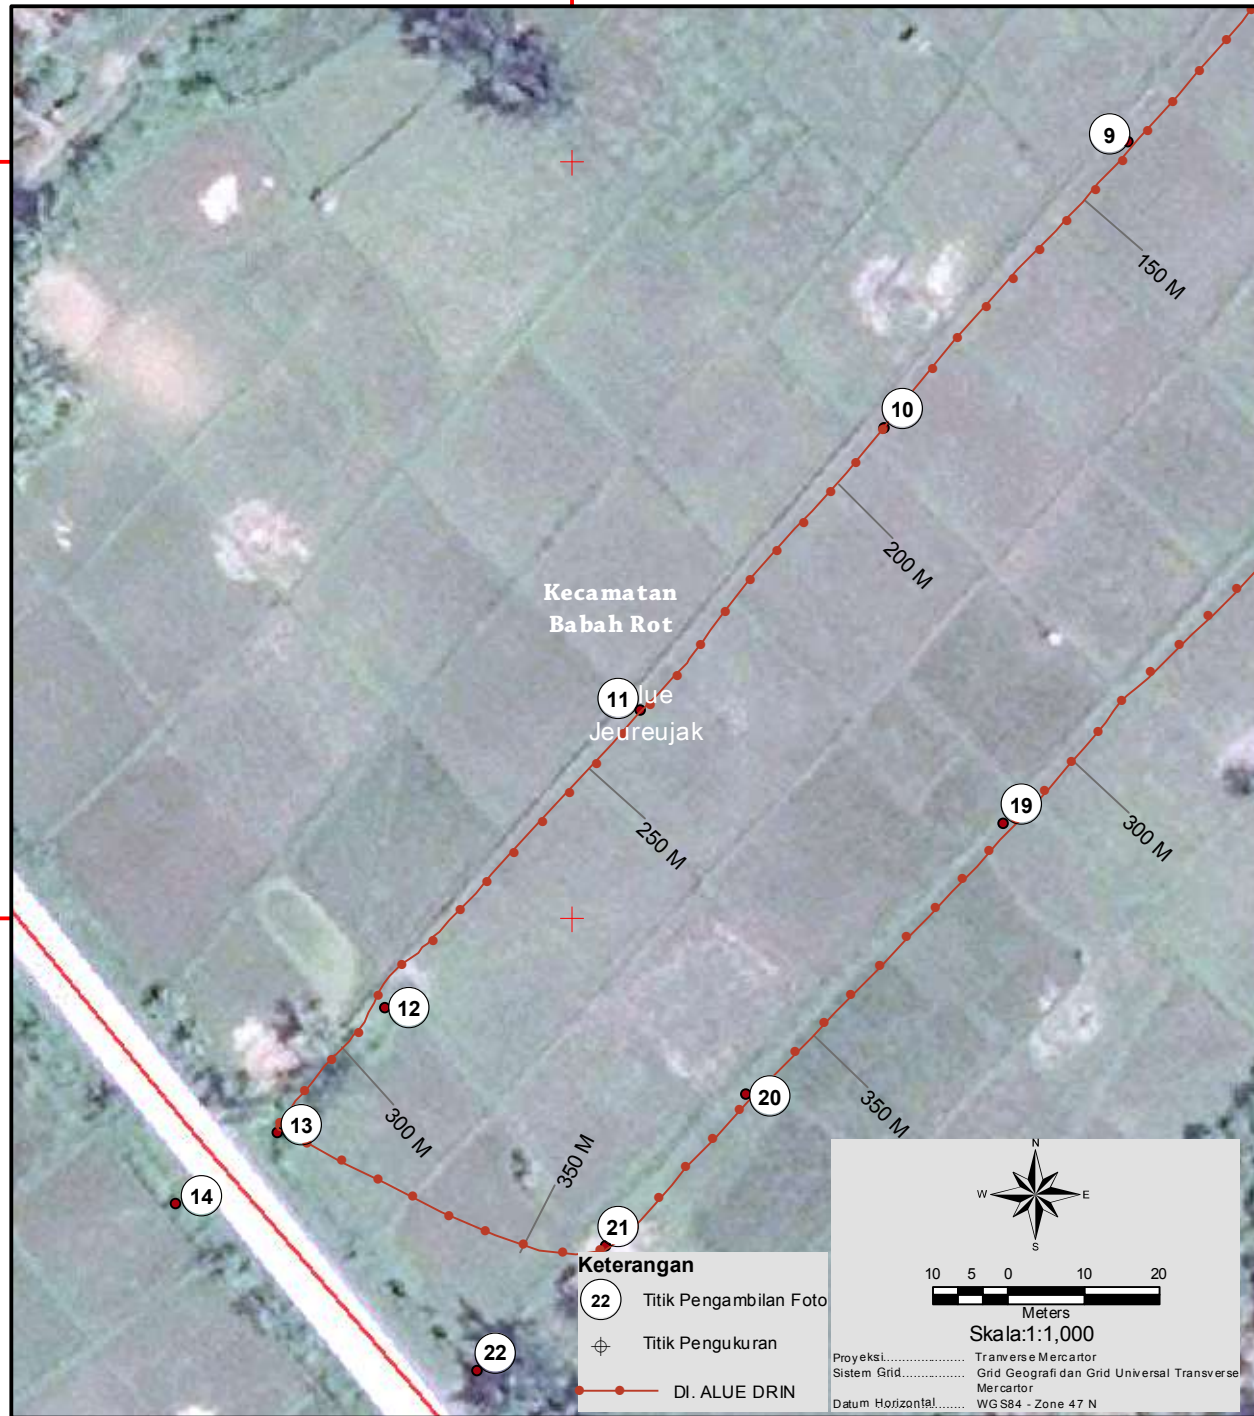 9
150 M
10
200 M
Kecamatan
Babah Rot
11
lue
Jeureujak
250 M
19
300 M
12
20
350 M
13
300 M
350 M
14
21
22
Keterangan
22 Titik Pengambilan Foto
Titik Pengukuran
DI. ALUE DRIN
N
W E
S
10 5 0 10 20
Meters
Skala:1:1,000
Proyeksi.................... Tranverse Mercartor
Sistem Grid................ Grid Geografi dan Grid Universal Transverse
Mercartor
Datum Horizontal........ WGS84 - Zone 47 N